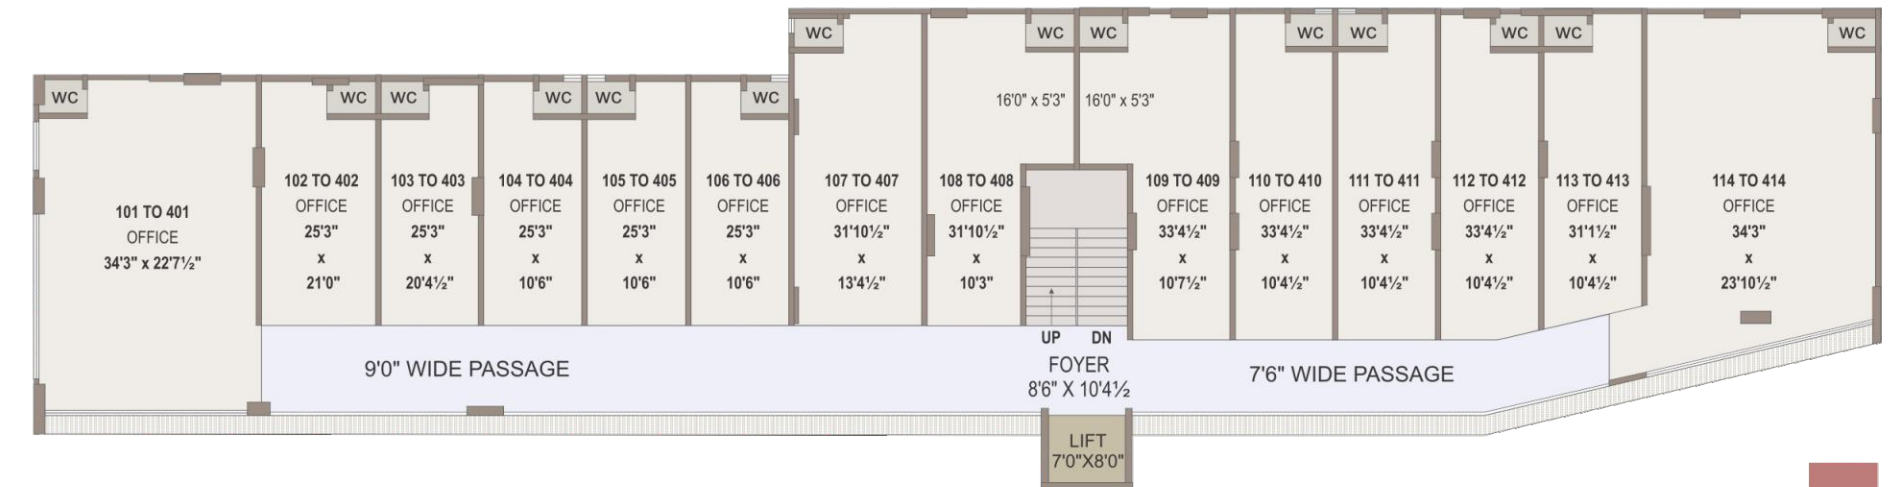 WC
WC
WC
WC
WC
WC
WC
WC
WC
WC
WC
WC
WC
WC
16'0" x 5'3"
16'0" x 5'3"
101 TO 401
OFFICE
34'3" x 22'7½"
102 TO 402
OFFICE
25'3"
x
21'0"
103 TO 403
OFFICE
25'3"
x
20'4½"
104 TO 404
OFFICE
25'3"
x
10'6"
105 TO 405
OFFICE
25'3"
x
10'6"
106 TO 406
OFFICE
25'3"
x
10'6"
107 TO 407
OFFICE
31'10½"
x
13'4½"
108 TO 408
OFFICE
31'10½"
x
10'3"
109 TO 409
OFFICE
33'4½"
x
10'7½"
110 TO 410
OFFICE
33'4½"
x
10'4½"
111 TO 411
OFFICE
33'4½"
x
10'4½"
112 TO 412
OFFICE
33'4½"
x
10'4½"
113 TO 413
OFFICE
31'1½"
x
10'4½"
114 TO 414
OFFICE
34'3"
x
23'10½"
9'0" WIDE PASSAGE
UP DN
FOYER
8'6" X 10'4½
7'6" WIDE PASSAGE
LIFT
7'0"X8'0"